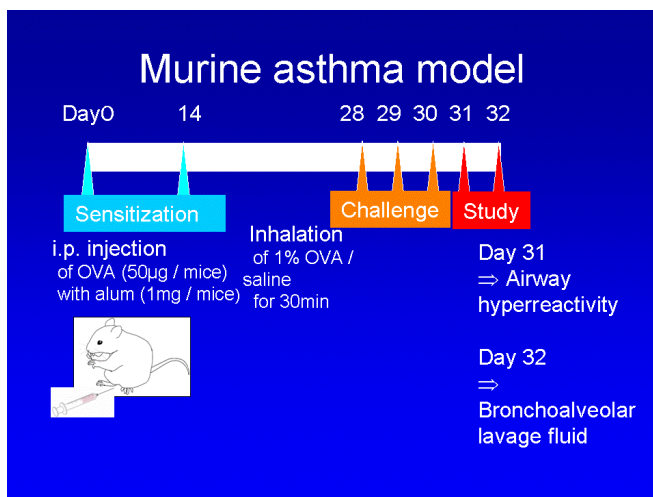 Murine asthma model
Day0 14 28 29 30 31 32
Sensitization
Challenge
Study
i.p. injection
of OVA (50µg / mice)
with alum (1mg / mice)
Inhalation
of 1% OVA /
saline
for 30min
Day 31
⇒ Airway
hyperreactivity
Day 32
⇒
Bronchoalveolar
lavage fluid